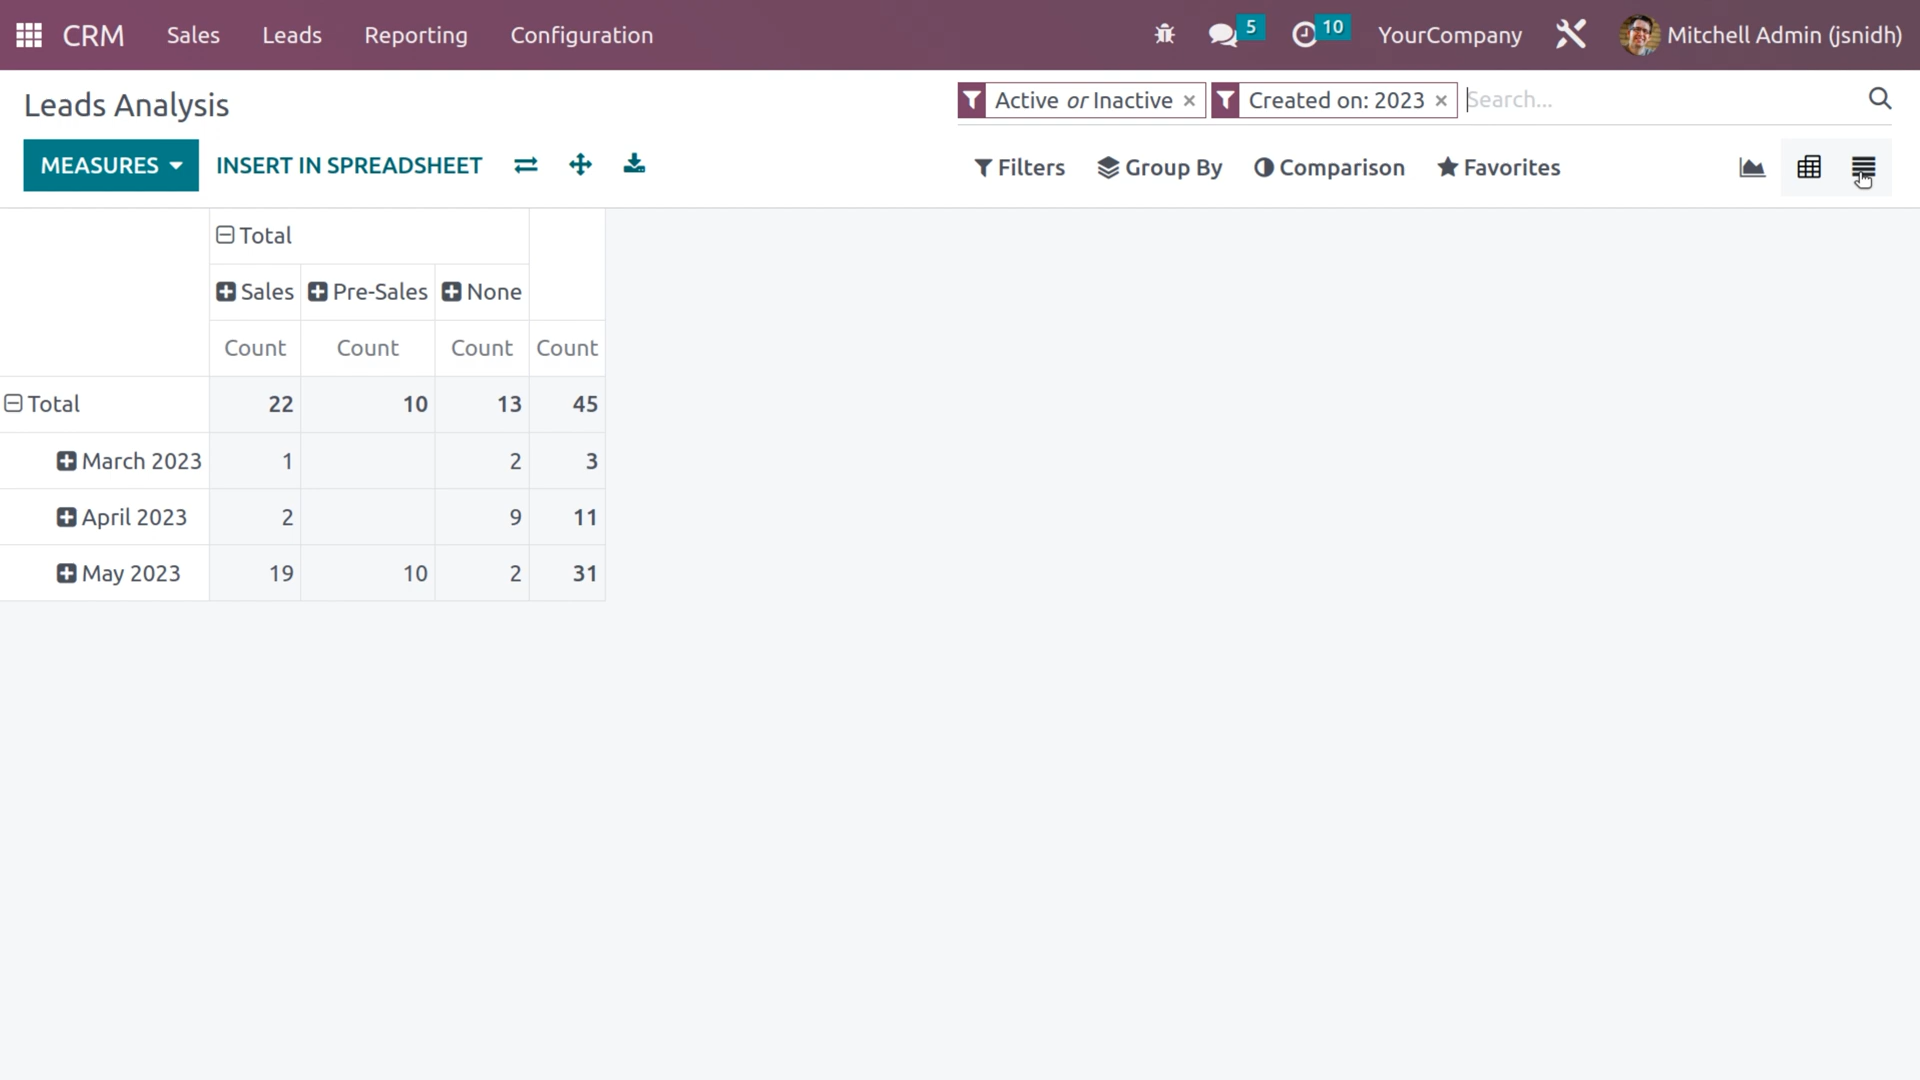 CRM Sales Leads Reporting Configuration 5 10 YourCompany Mitchell Admin (jsnidh)
Leads Analysis Active or Inactive × Created on: 2023 × Search...
MEASURES INSERT IN SPREADSHEET Filters Group By Comparison Favorites
Total
Sales Pre-Sales None
Count Count Count Count
Total 22 10 13 45
March 2023 1 2 3
April 2023 2 9 11
May 2023 19 10 2 31